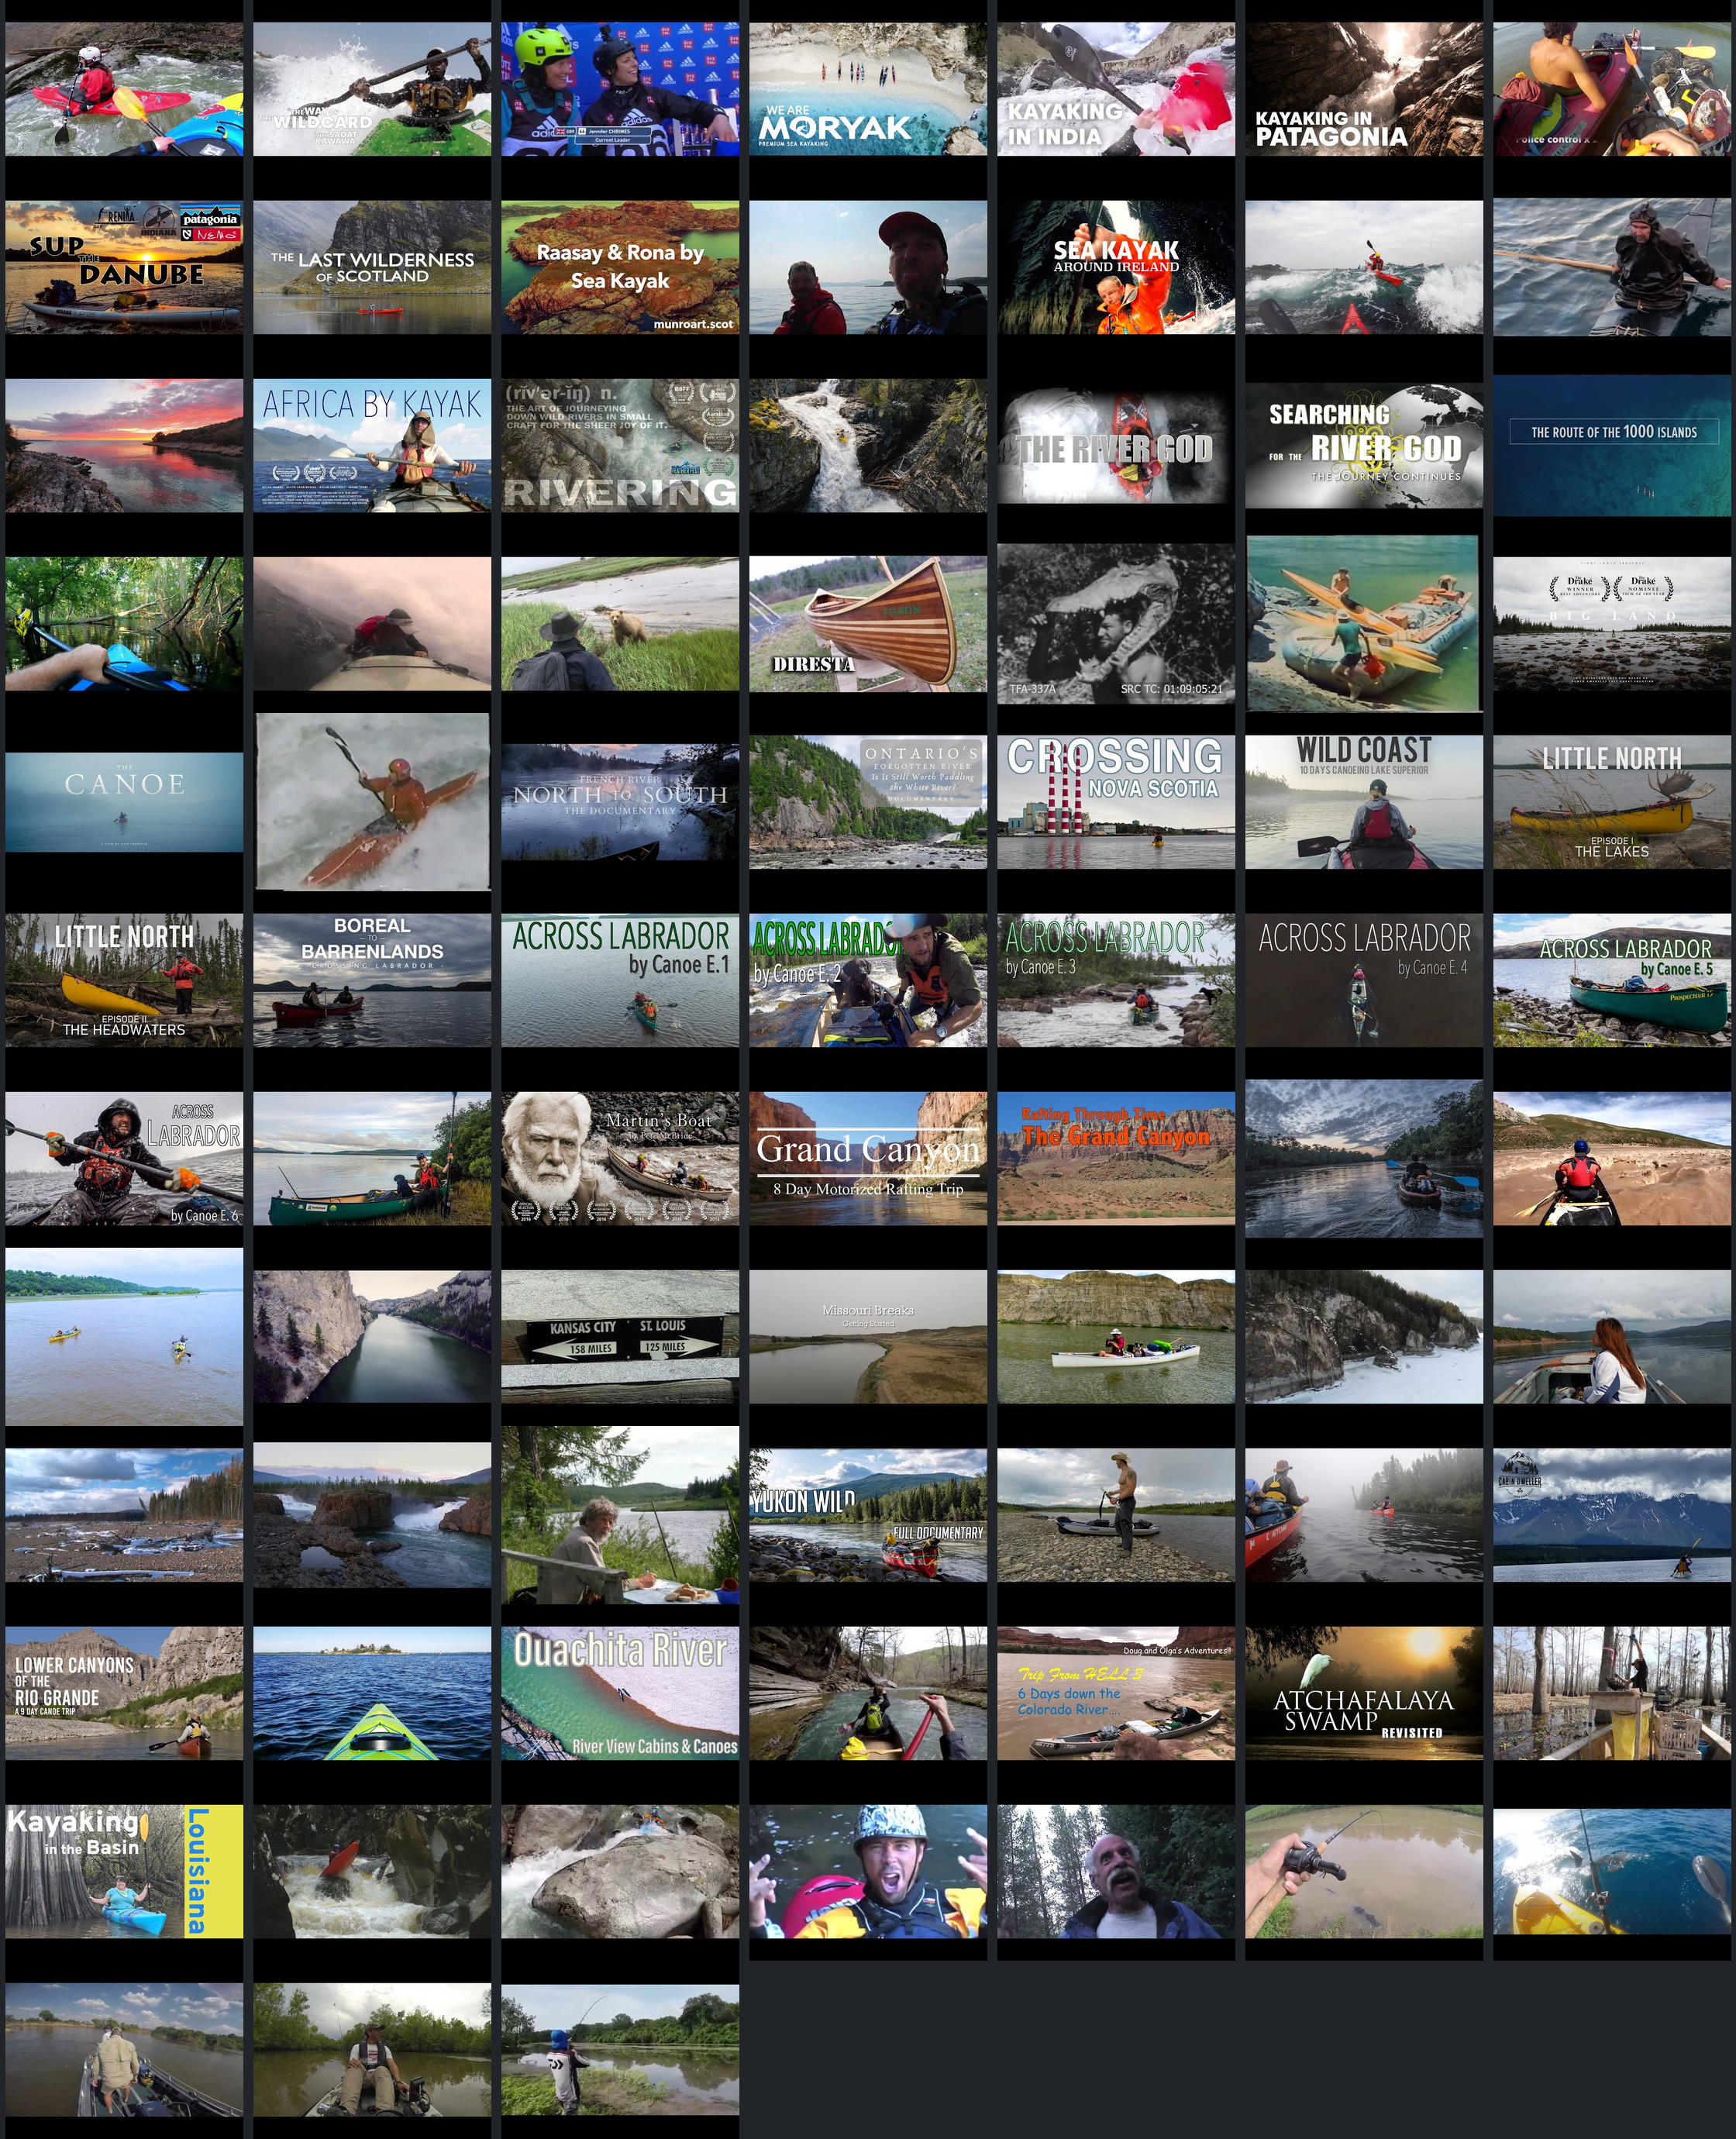 THE WAY
WILDCARD
SADAT
KAWAWA
adidas
Jennifer CHRIMES
Current Leader
WE ARE
MORYAK
PREMIUM SEA KAYAKING
KAYAKING
IN INDIA
KAYAKING IN
PATAGONIA
Police control x
SUP
THE
DANUBE
INDIANA
patagonia
NEMO
THE LAST WILDERNESS
OF SCOTLAND
Raasay & Rona by
Sea Kayak
munroart.scot
SEA KAYAK
AROUND IRELAND
AFRICA BY KAYAK
(rĭv'ər-ĭŋ) n.
THE ART OF JOURNEYING
DOWN WILD RIVERS IN SMALL
CRAFT FOR THE SHEER JOY OF IT.
RIVERING
THE RIVER GOD
SEARCHING
FOR THE RIVER GOD
THE JOURNEY CONTINUES
THE ROUTE OF THE 1000 ISLANDS
DIRESTA
TFA-337A
SRC TC: 01:09:05:21
Drake
WINNER
Drake
NOMINEE
BIG LAND
THE
CANOE
FRENCH RIVER
NORTH TO SOUTH
THE DOCUMENTARY
ONTARIO'S
FORGOTTEN RIVER
Is It Still Worth Paddling
the White River?
DOCUMENTARY
CROSSING
NOVA SCOTIA
WILD COAST
10 DAYS CANOEING LAKE SUPERIOR
LITTLE NORTH
EPISODE I
THE LAKES
LITTLE NORTH
EPISODE II
THE HEADWATERS
BOREAL
TO
BARRENLANDS
CROSSING LABRADOR
ACROSS LABRADOR
by Canoe E.1
ACROSS LABRADOR
by Canoe E.2
ACROSS LABRADOR
by Canoe E.3
ACROSS LABRADOR
by Canoe E.4
ACROSS LABRADOR
by Canoe E.5
PROSPECTEUR 17
ACROSS
LABRADOR
by Canoe E.6
Martin's Boat
by Pete McBride
Grand Canyon
8 Day Motorized Rafting Trip
Rafting Through Time
The Grand Canyon
KANSAS CITY
158 MILES
ST. LOUIS
125 MILES
Missouri Breaks
Getting Started
YUKON WILD
FULL DOCUMENTARY
CABIN DWELLER
LOWER CANYONS
OF THE
RIO GRANDE
A 9 DAY CANOE TRIP
Ouachita River
River View Cabins & Canoes
Doug and Olga's Adventures!!
Trip From HELL 3
6 Days down the
Colorado River....
ATCHAFALAYA
SWAMP REVISITED
Kayaking
in the Basin
Louisiana